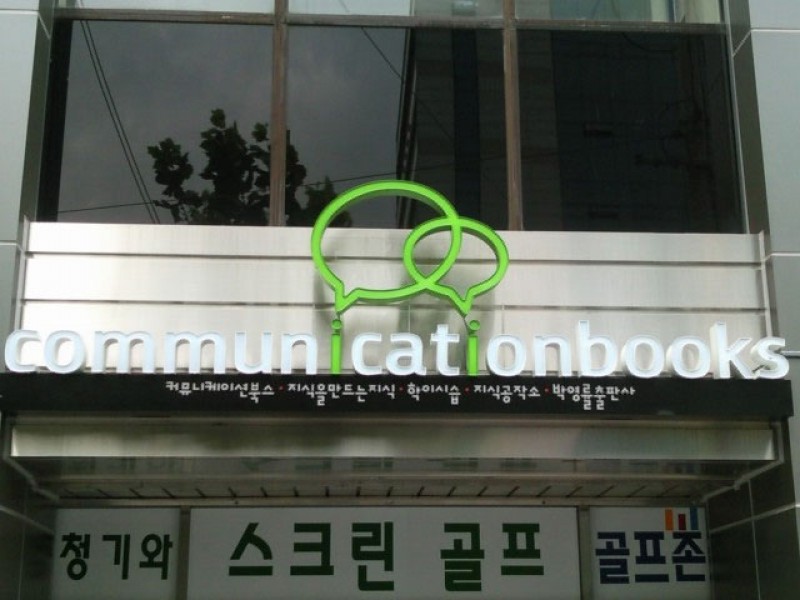 communicationbooks
커뮤니케이션북스 · 지식을만드는지식 · 학이시습 · 지식공작소 · 박영률출판사
청기와 스크린 골프 골프존